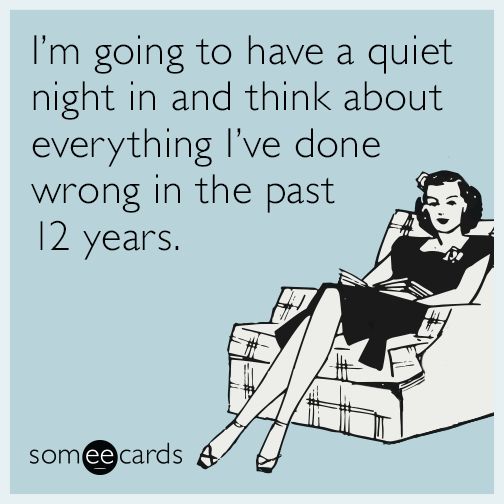 I'm going to have a quiet
night in and think about
everything I've done
wrong in the past
12 years.
someecards